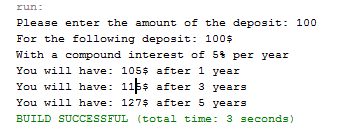 run:
Please enter the amount of the deposit: 100
For the following deposit: 100$
With a compound interest of 5% per year
You will have: 105$ after 1 year
You will have: 115$ after 3 years
You will have: 127$ after 5 years
BUILD SUCCESSFUL (total time: 3 seconds)